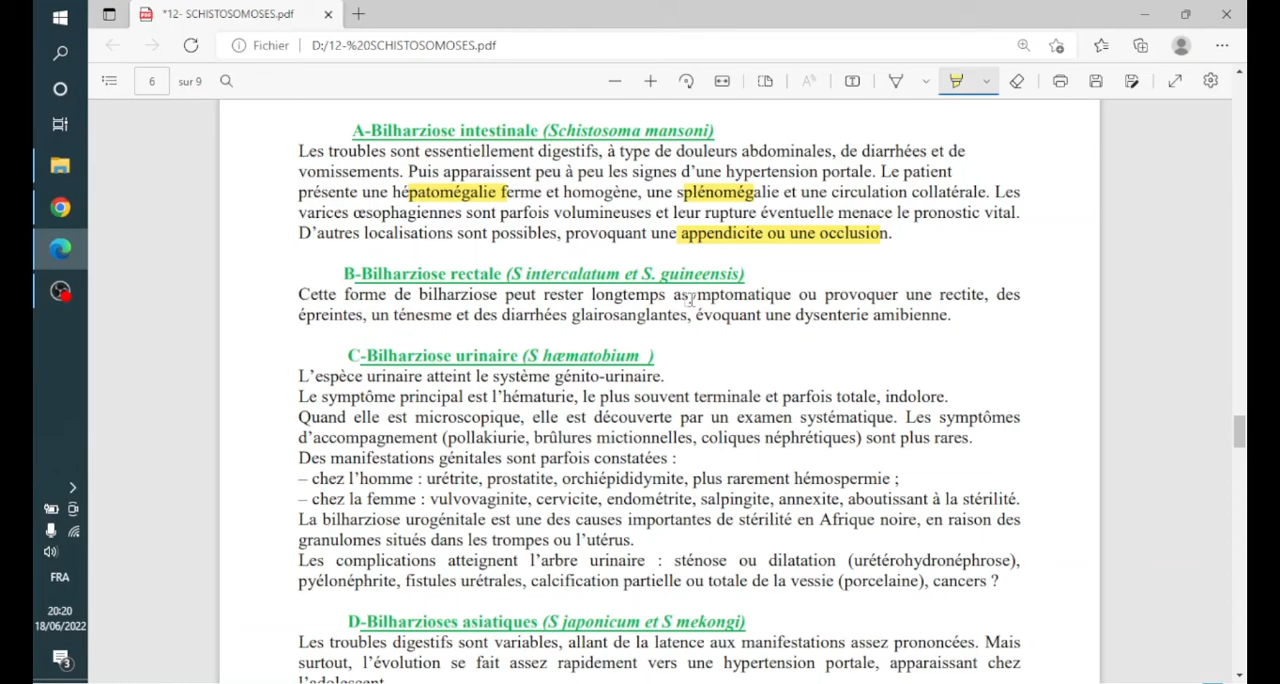 *12- SCHISTOSOMOSES.pdf
Fichier D:/12-%20SCHISTOSOMOSES.pdf
6 sur 9
A-Bilharziose intestinale (Schistosoma mansoni)
Les troubles sont essentiellement digestifs, à type de douleurs abdominales, de diarrhées et de
vomissements. Puis apparaissent peu à peu les signes d’une hypertension portale. Le patient
présente une hépatomégalie ferme et homogène, une splénomégalie et une circulation collatérale. Les
varices œsophagiennes sont parfois volumineuses et leur rupture éventuelle menace le pronostic vital.
D’autres localisations sont possibles, provoquant une appendicite ou une occlusion.
B-Bilharziose rectale (S intercalatum et S. guineensis)
Cette forme de bilharziose peut rester longtemps asymptomatique ou provoquer une rectite, des
épreintes, un ténesme et des diarrhées glairosanglantes, évoquant une dysenterie amibienne.
C-Bilharziose urinaire (S hæmatobium )
L’espèce urinaire atteint le système génito-urinaire.
Le symptôme principal est l’hématurie, le plus souvent terminale et parfois totale, indolore.
Quand elle est microscopique, elle est découverte par un examen systématique. Les symptômes
d’accompagnement (pollakiurie, brûlures mictionnelles, coliques néphrétiques) sont plus rares.
Des manifestations génitales sont parfois constatées :
– chez l’homme : urétrite, prostatite, orchiépididymite, plus rarement hémospermie ;
– chez la femme : vulvovaginite, cervicite, endométrite, salpingite, annexite, aboutissant à la stérilité.
La bilharziose urogénitale est une des causes importantes de stérilité en Afrique noire, en raison des
granulomes situés dans les trompes ou l’utérus.
Les complications atteignent l’arbre urinaire : sténose ou dilatation (urétérohydronéphrose),
pyélonéphrite, fistules urétrales, calcification partielle ou totale de la vessie (porcelaine), cancers ?
D-Bilharzioses asiatiques (S japonicum et S mekongi)
Les troubles digestifs sont variables, allant de la latence aux manifestations assez prononcées. Mais
surtout, l’évolution se fait assez rapidement vers une hypertension portale, apparaissant chez
l’adolescent.
FRA
20:20
18/06/2022
3